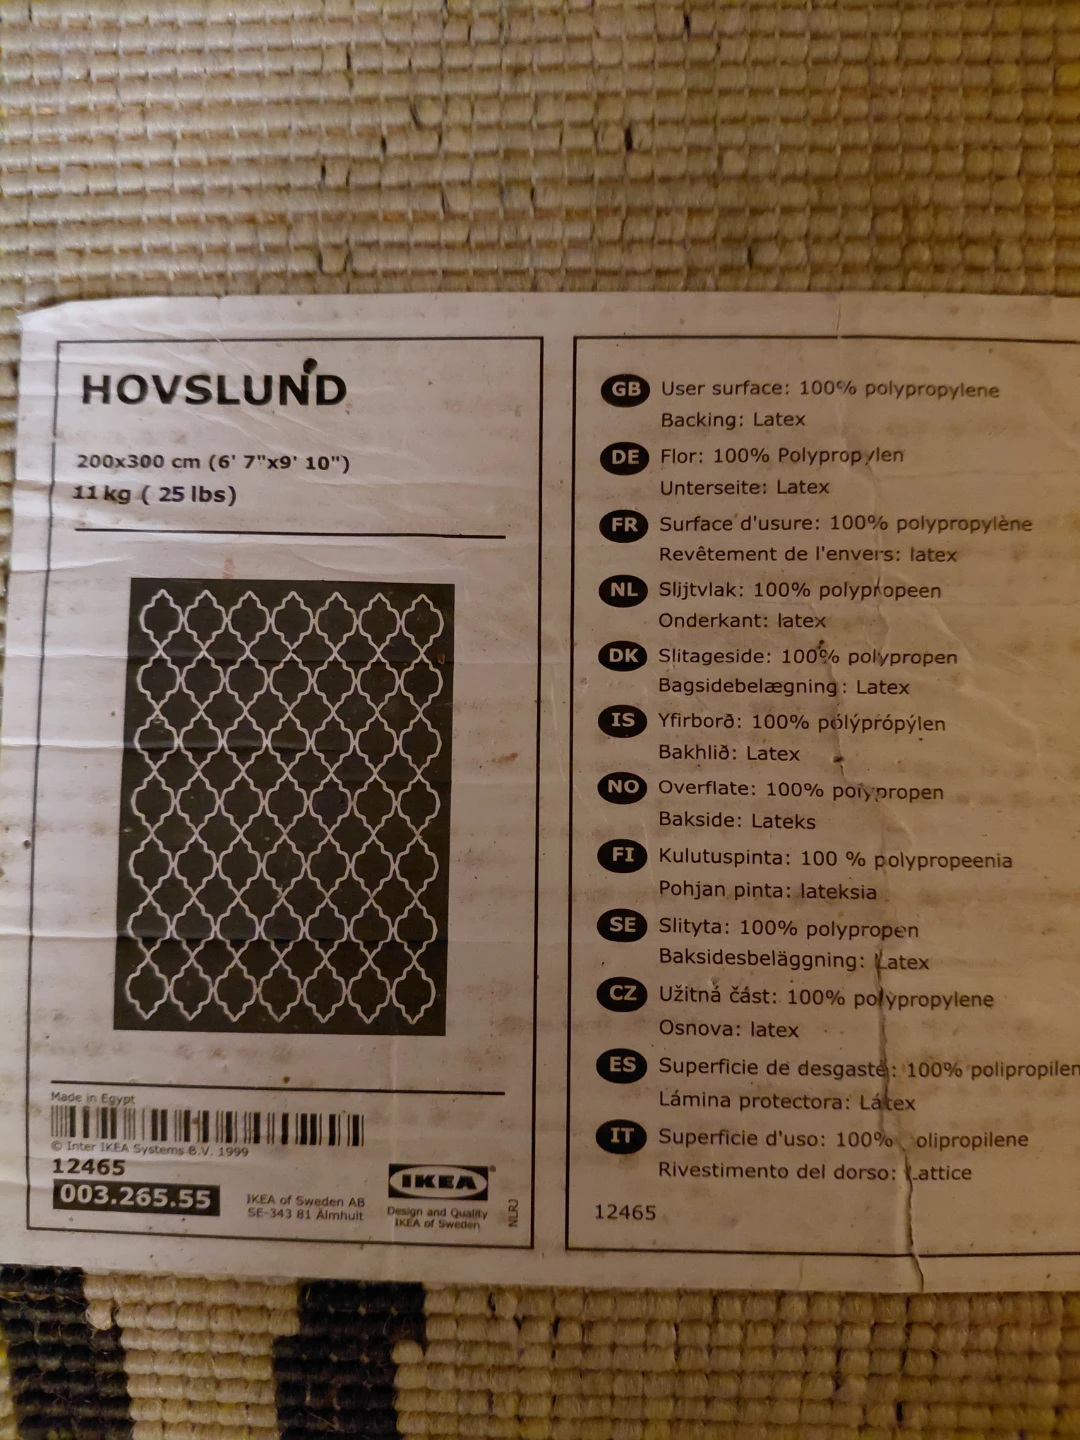 HOVSLUND
200x300 cm (6' 7"x9' 10")
11 kg ( 25 lbs)
Made in Egypt
© Inter IKEA Systems B.V. 1999
12465
003.265.55
IKEA of Sweden AB
SE-343 81 Älmhult
IKEA®
Design and Quality
IKEA of Sweden
NLRJ
GB User surface: 100% polypropylene
Backing: Latex
DE Flor: 100% Polypropylen
Unterseite: Latex
FR Surface d'usure: 100% polypropylène
Revêtement de l'envers: latex
NL Slijtvlak: 100% polypropeen
Onderkant: latex
DK Slitageside: 100% polypropen
Bagsidebelægning: Latex
IS Yfirborð: 100% pólýprópýlen
Bakhlið: Latex
NO Overflate: 100% polypropen
Bakside: Lateks
FI Kulutuspinta: 100 % polypropeenia
Pohjan pinta: lateksia
SE Slityta: 100% polypropen
Baksidesbeläggning: Latex
CZ Užitná část: 100% polypropylene
Osnova: latex
ES Superficie de desgaste: 100% polipropilen
Lámina protectora: Látex
IT Superficie d'uso: 100% polipropilene
Rivestimento del dorso: Lattice
12465